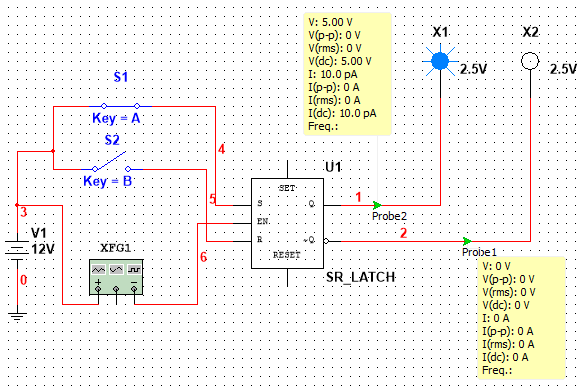 V: 5.00 V
V(p-p): 0 V
V(rms): 0 V
V(dc): 5.00 V
I: 10.0 pA
I(p-p): 0 A
I(rms): 0 A
I(dc): 10.0 pA
Freq.:
X1
2.5V
X2
2.5V
S1
Key = A
S2
Key = B
4
5
6
3
V1
12V
0
XFG1
U1
SET
S
Q
EN
R
~Q
RESET
SR_LATCH
1
Probe2
2
Probe1
V: 0 V
V(p-p): 0 V
V(rms): 0 V
V(dc): 0 V
I: 0 A
I(p-p): 0 A
I(rms): 0 A
I(dc): 0 A
Freq.: